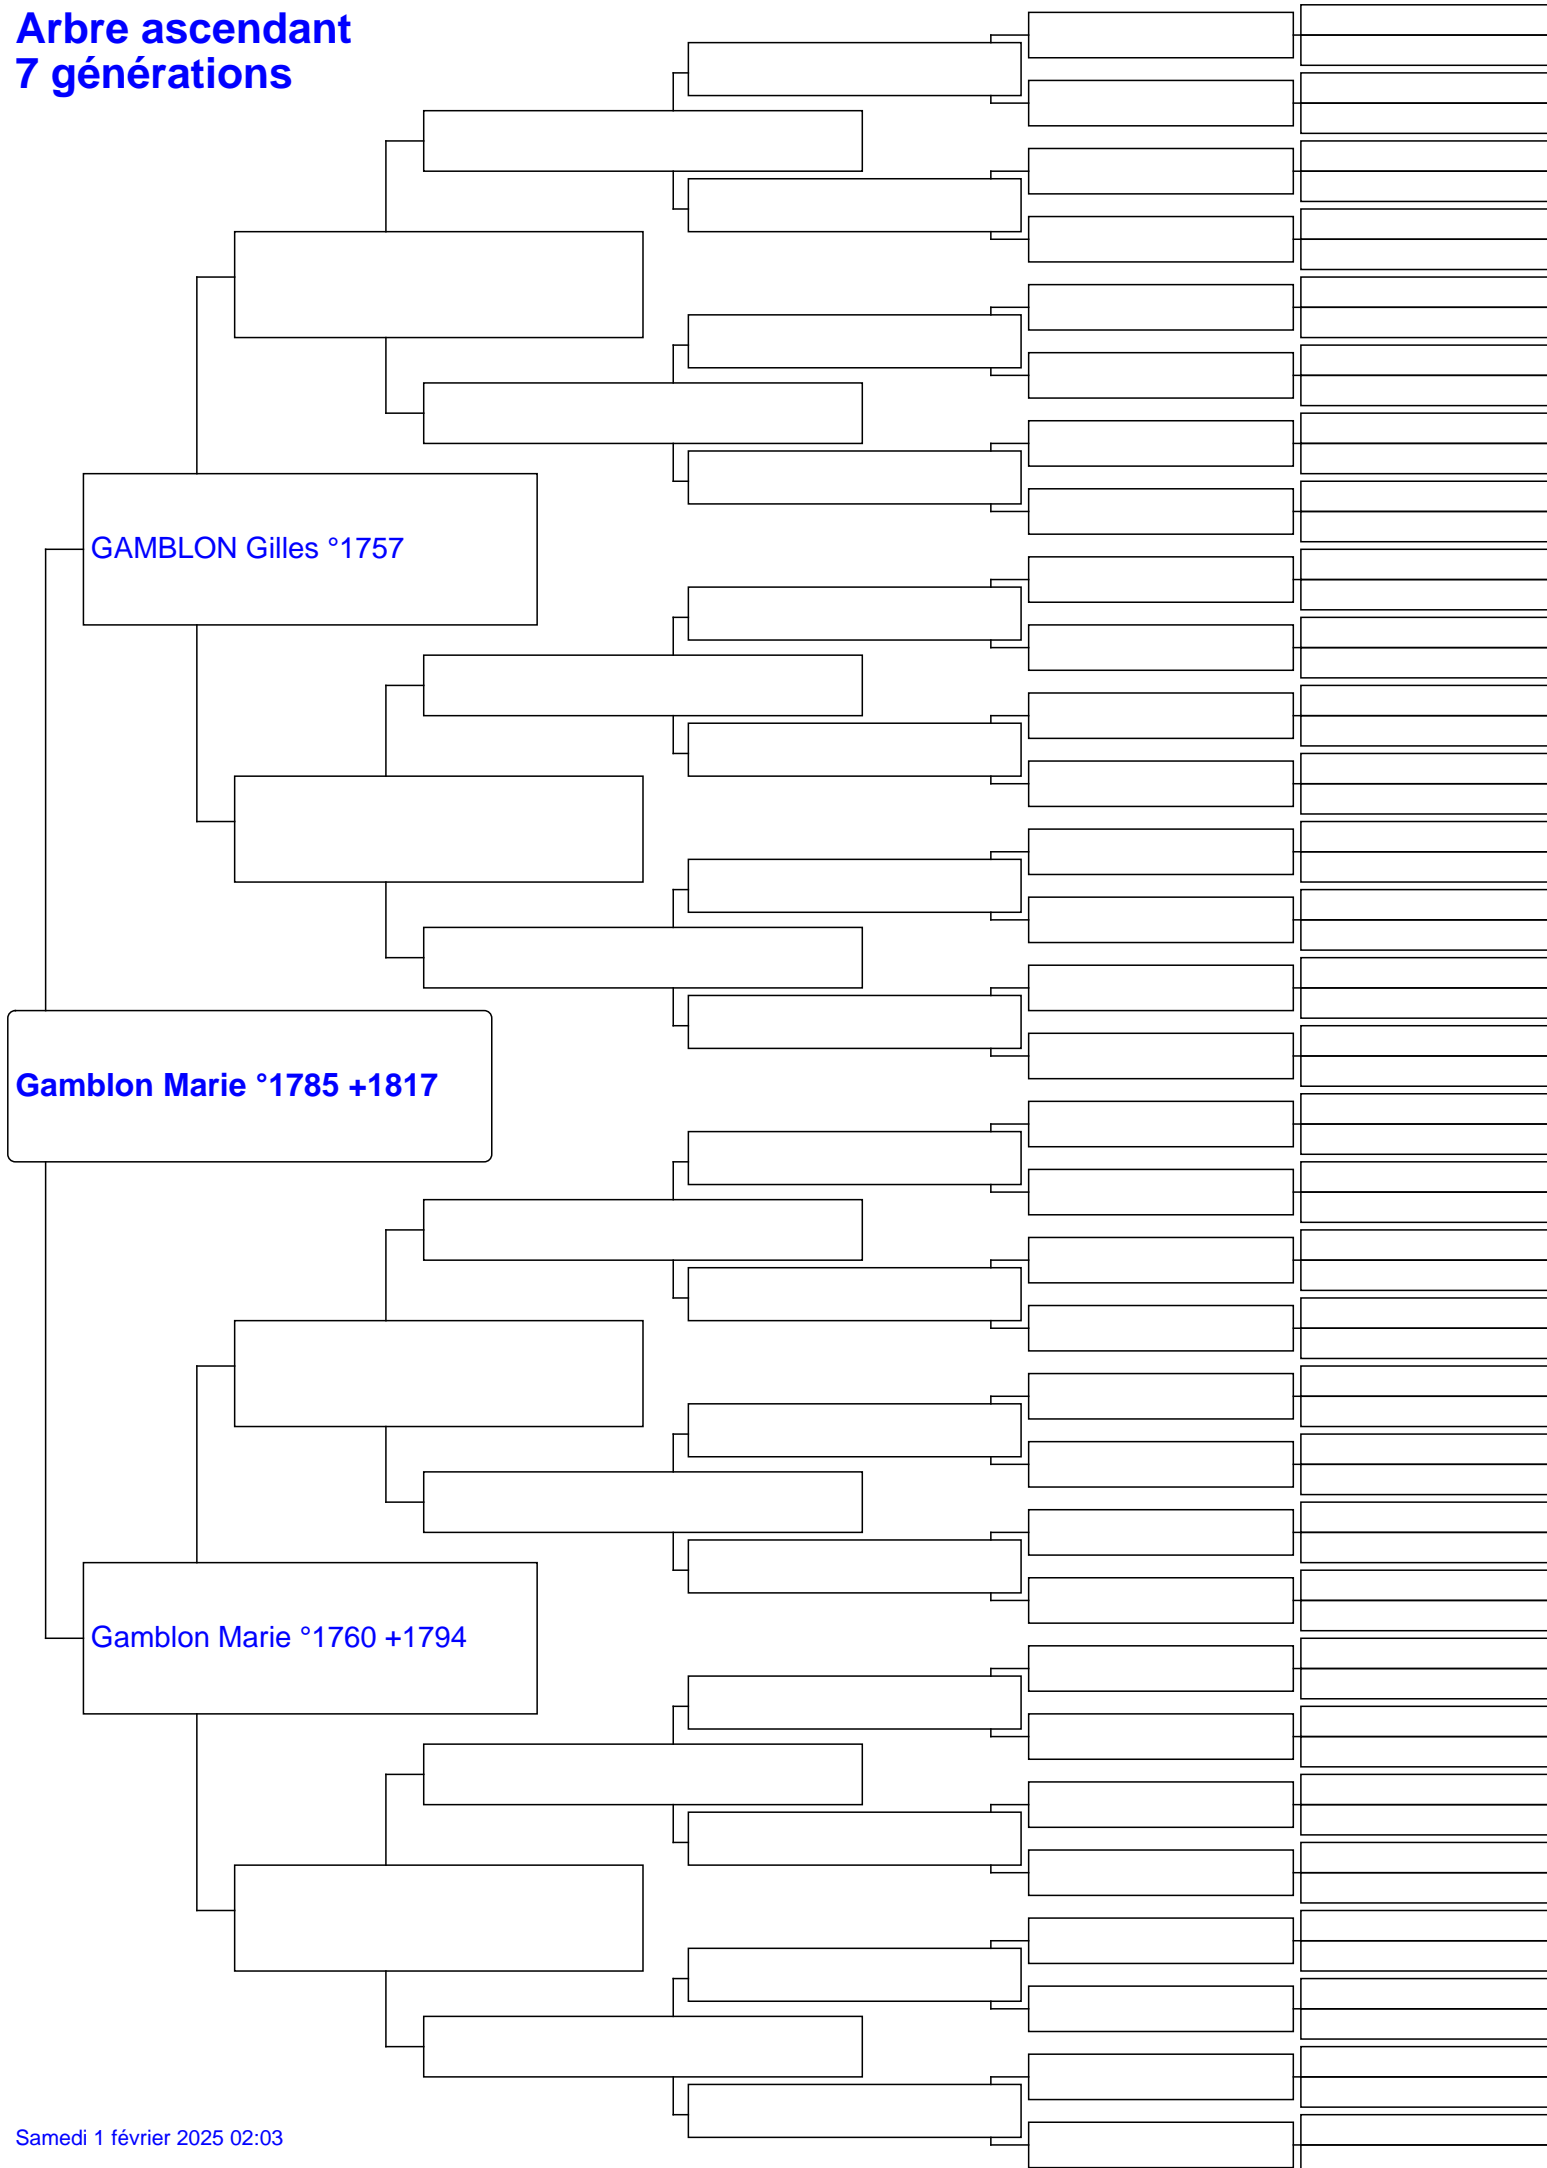 Arbre ascendant
7 générations
GAMBLON Gilles °1757
Gamblon Marie °1785 +1817
Gamblon Marie °1760 +1794
Samedi 1 février 2025 02:03